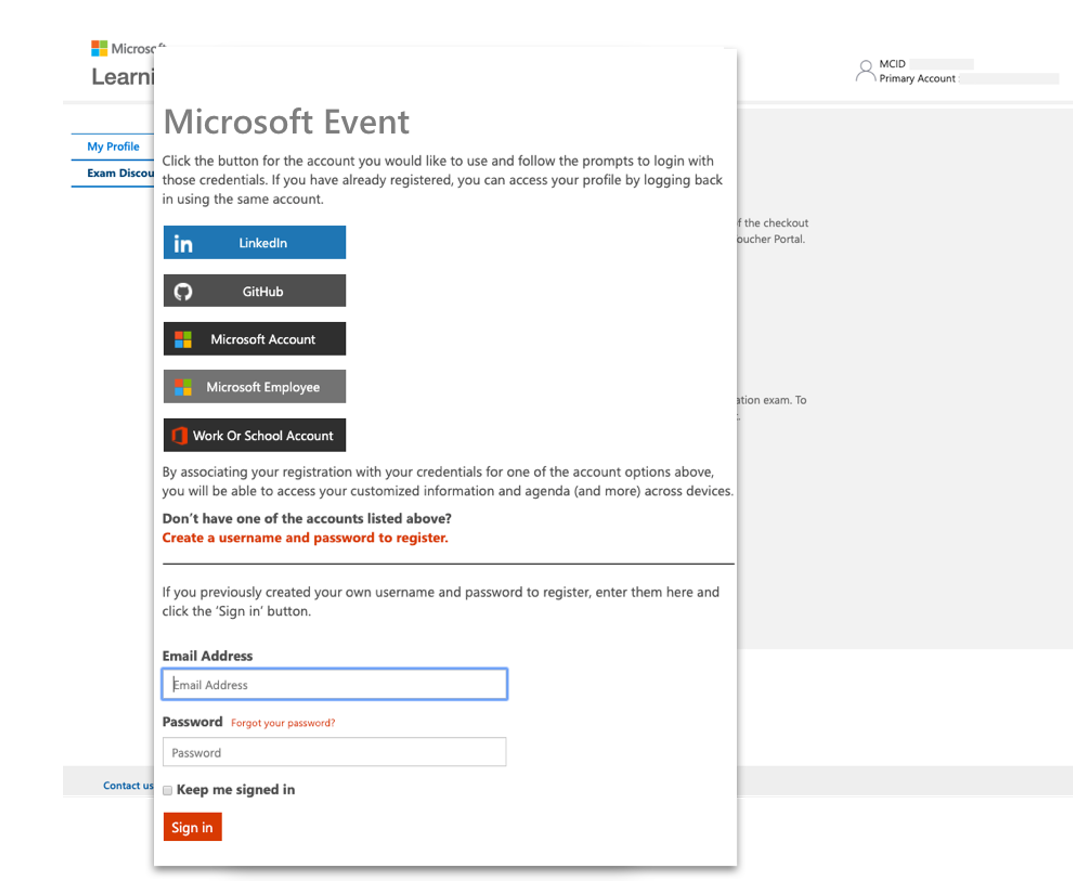 Microsoft
Learni
MCID
Primary Account :
My Profile
Exam Discou
Microsoft Event
Click the button for the account you would like to use and follow the prompts to login with
those credentials. If you have already registered, you can access your profile by logging back
in using the same account.
f the checkout
oucher Portal.
in LinkedIn
GitHub
Microsoft Account
Microsoft Employee
ation exam. To
Work Or School Account
By associating your registration with your credentials for one of the account options above,
you will be able to access your customized information and agenda (and more) across devices.
Don't have one of the accounts listed above?
Create a username and password to register.
If you previously created your own username and password to register, enter them here and
click the 'Sign in' button.
Email Address
Email Address
Password Forgot your password?
Password
Contact us
Keep me signed in
Sign in